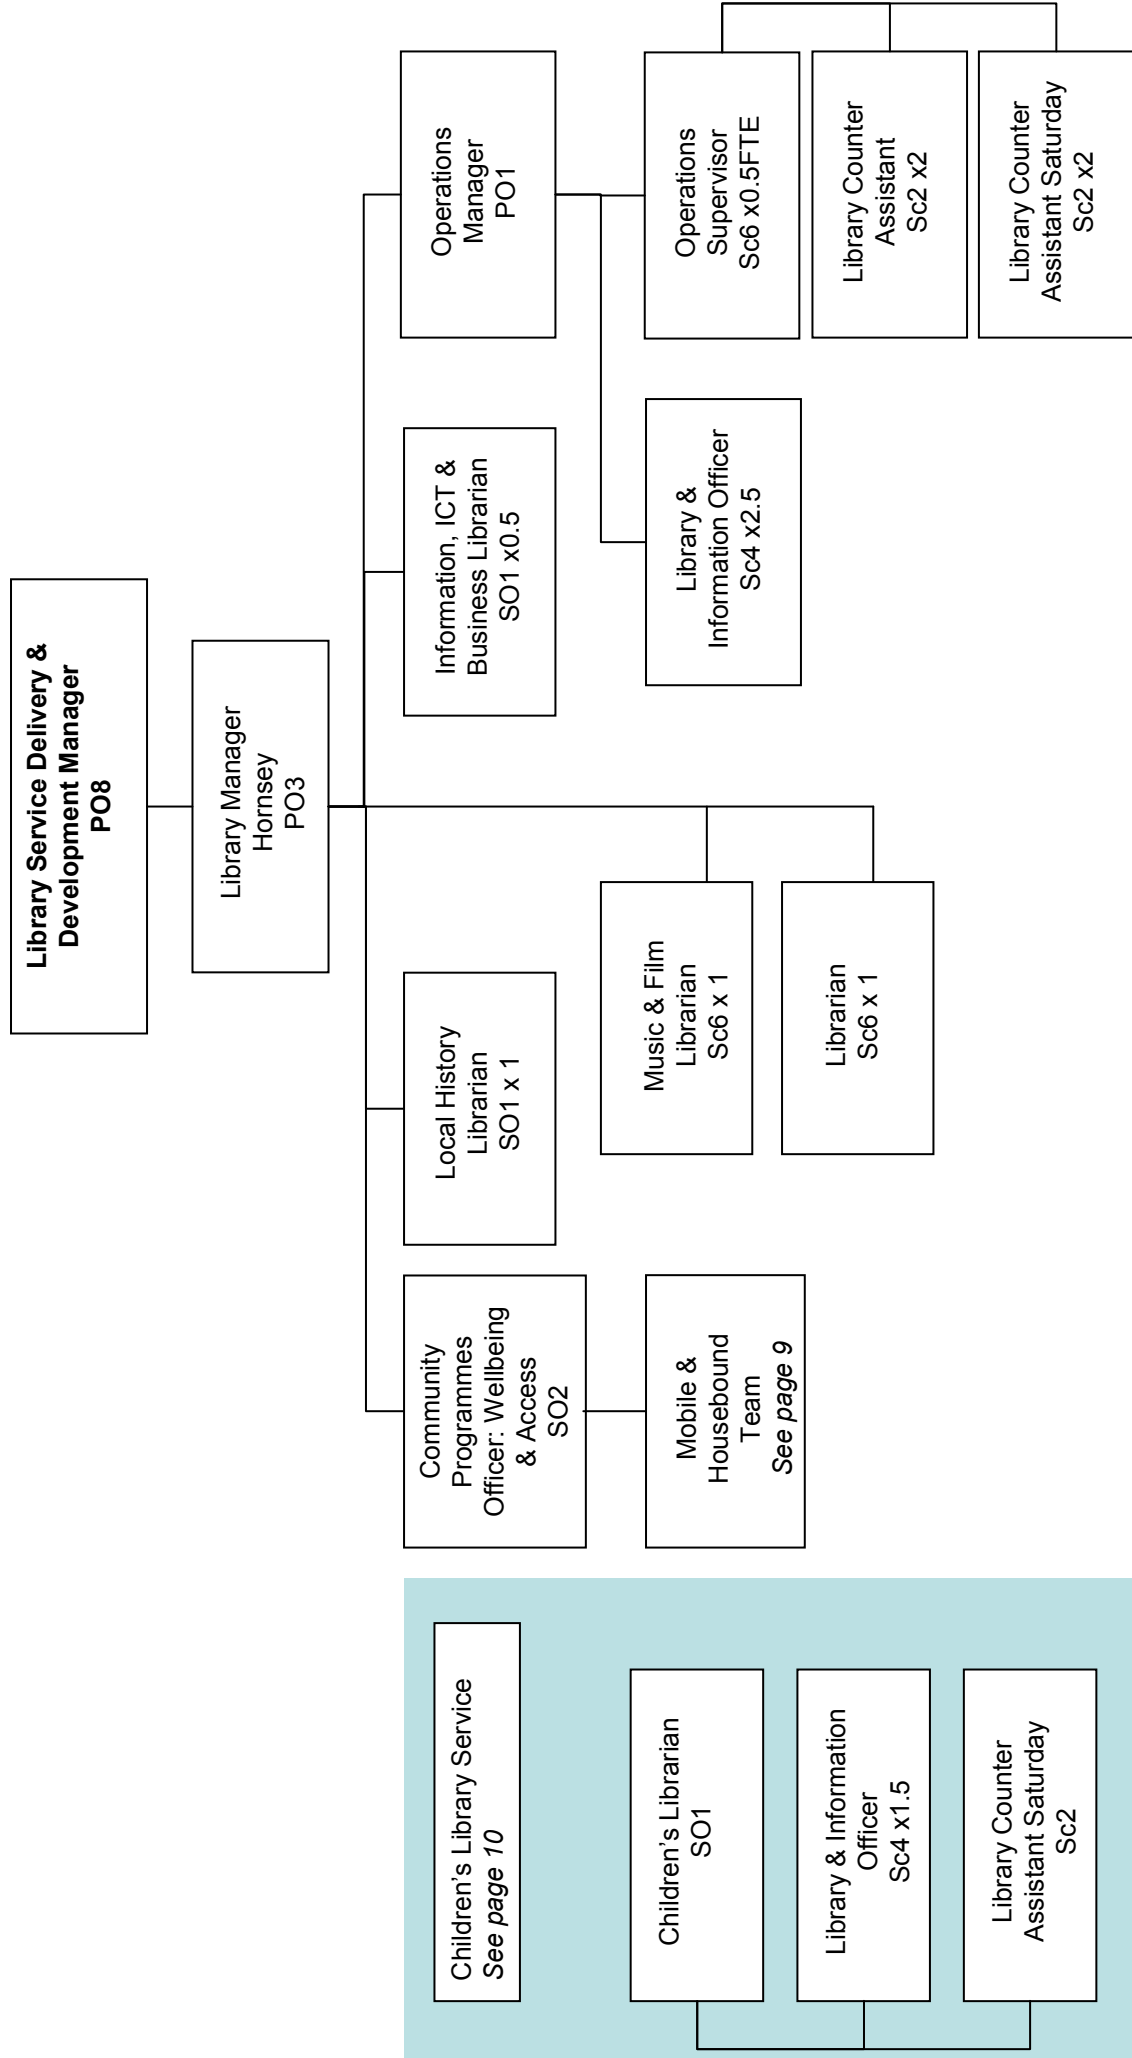 Library Service Delivery &
Development Manager
PO8
Library Manager
Hornsey
PO3
Community
Programmes
Officer: Wellbeing
& Access
SO2
Local History
Librarian
SO1 x 1
Information, ICT &
Business Librarian
SO1 x0.5
Operations
Manager
PO1
Mobile &
Housebound
Team
See page 9
Music & Film
Librarian
Sc6 x 1
Librarian
Sc6 x 1
Library &
Information Officer
Sc4 x2.5
Operations
Supervisor
Sc6 x0.5FTE
Library Counter
Assistant
Sc2 x2
Library Counter
Assistant Saturday
Sc2 x2
Children’s Library Service
See page 10
Children’s Librarian
SO1
Library & Information
Officer
Sc4 x1.5
Library Counter
Assistant Saturday
Sc2